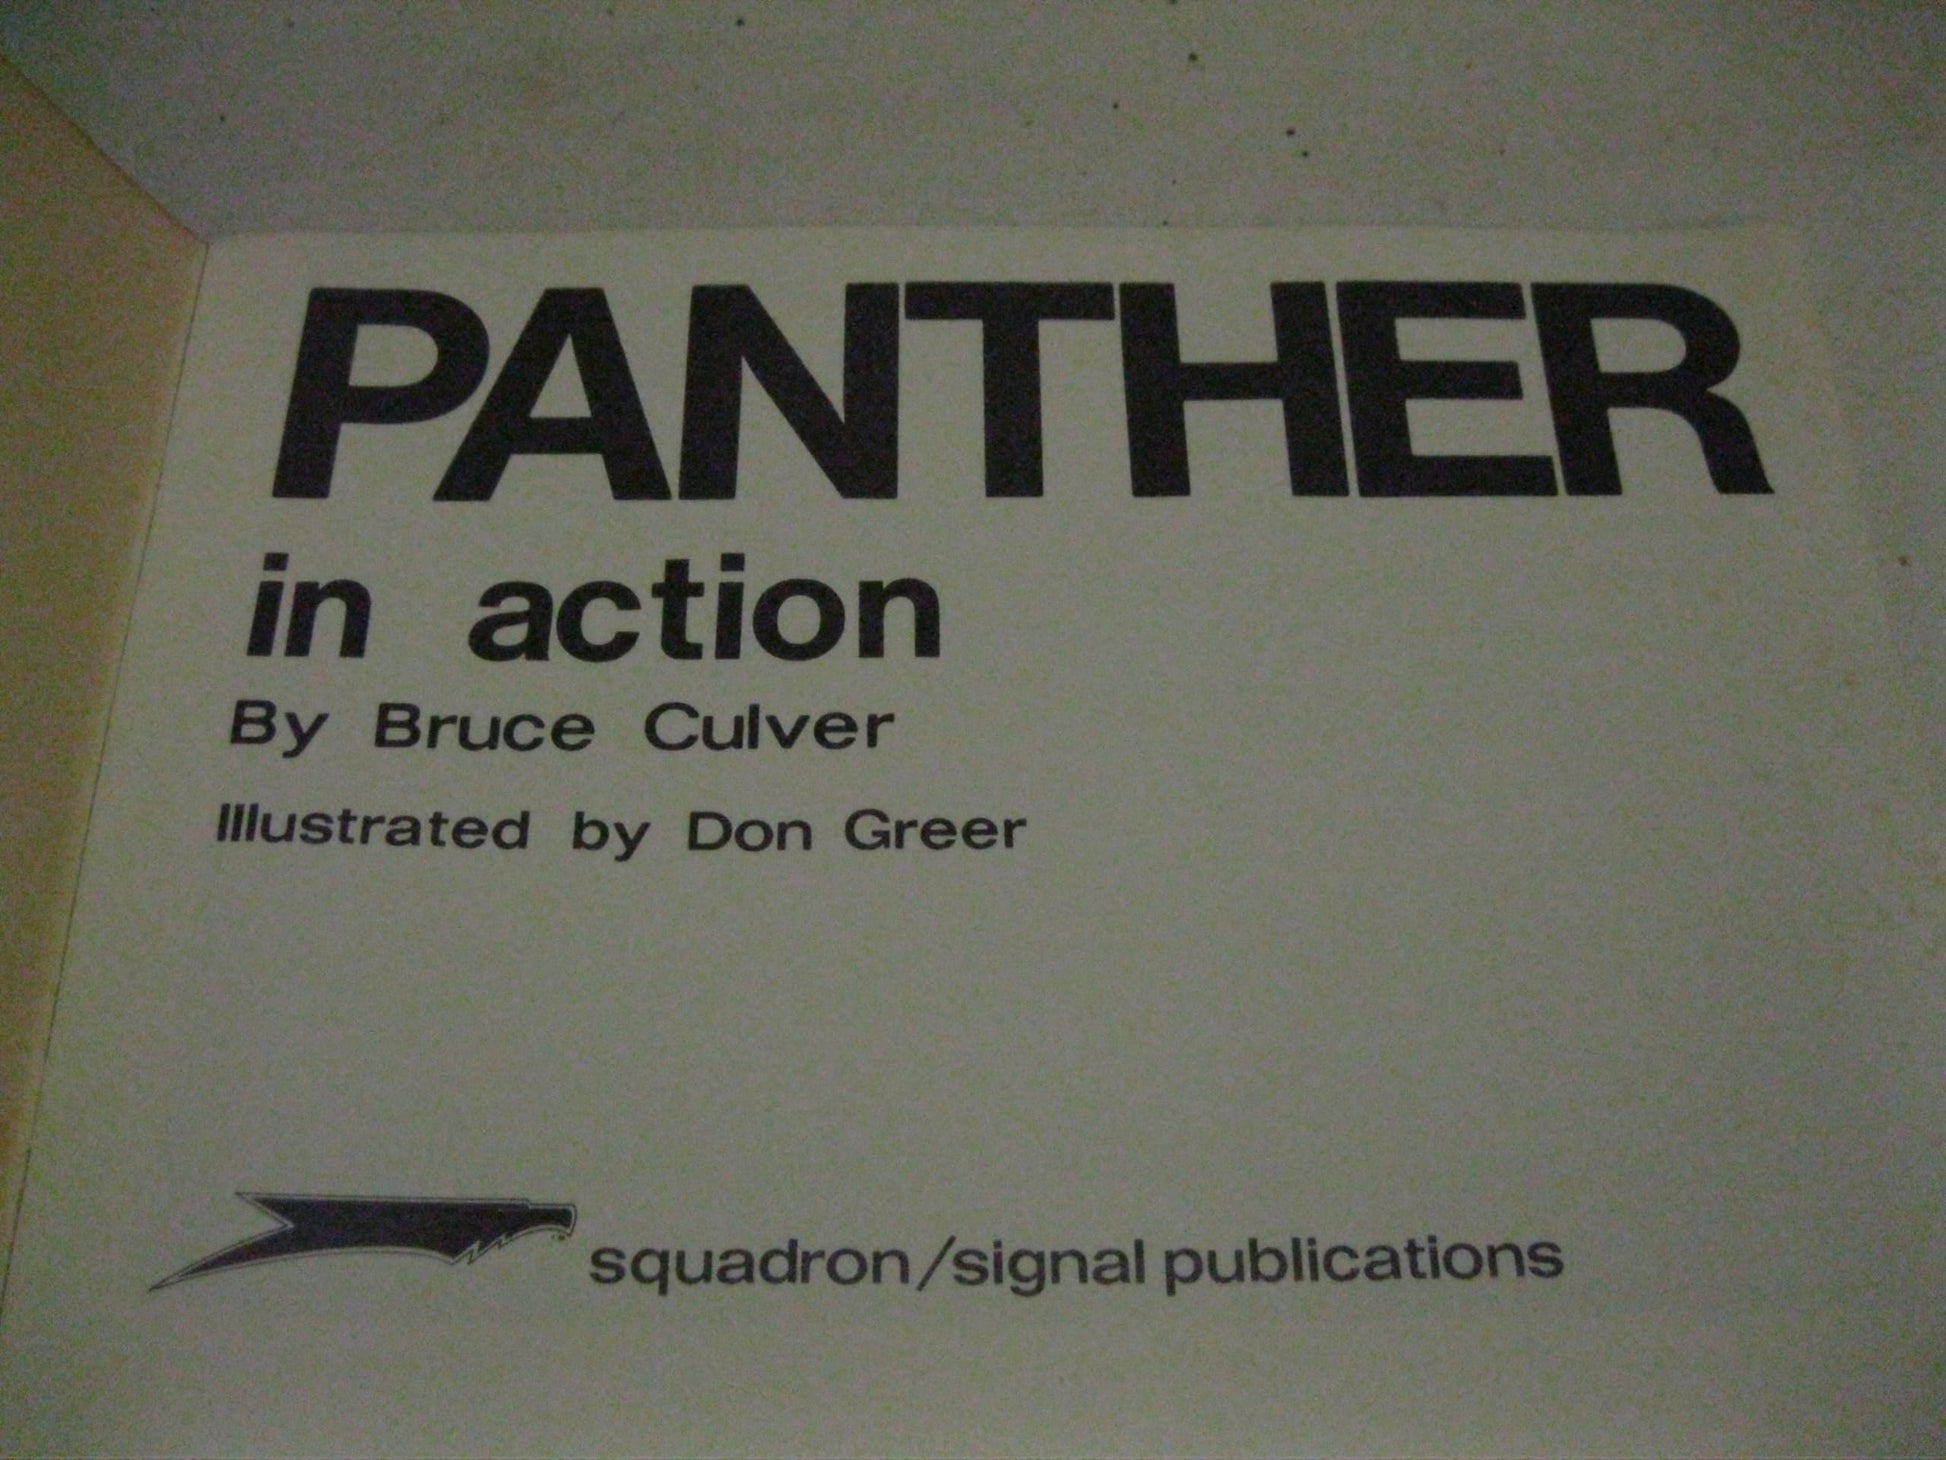 PANTHER
in action
By Bruce Culver
Illustrated by Don Greer
squadron/signal publications